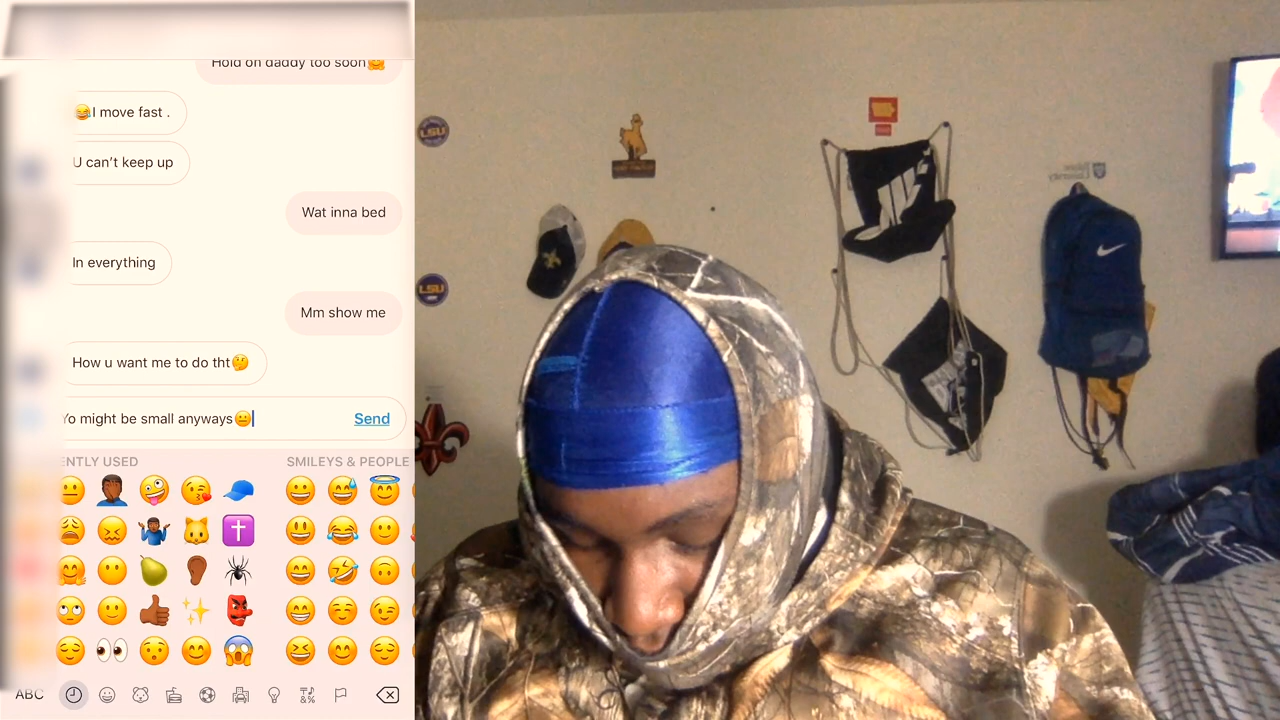 Hold on daddy too soon🤗
😂I move fast .
U can't keep up
Wat inna bed
In everything
Mm show me
How u want me to do tht🤔
Yo might be small anyways😐
Send
ENTLY USED
SMILEYS & PEOPLE
ABC
LSU
LSU